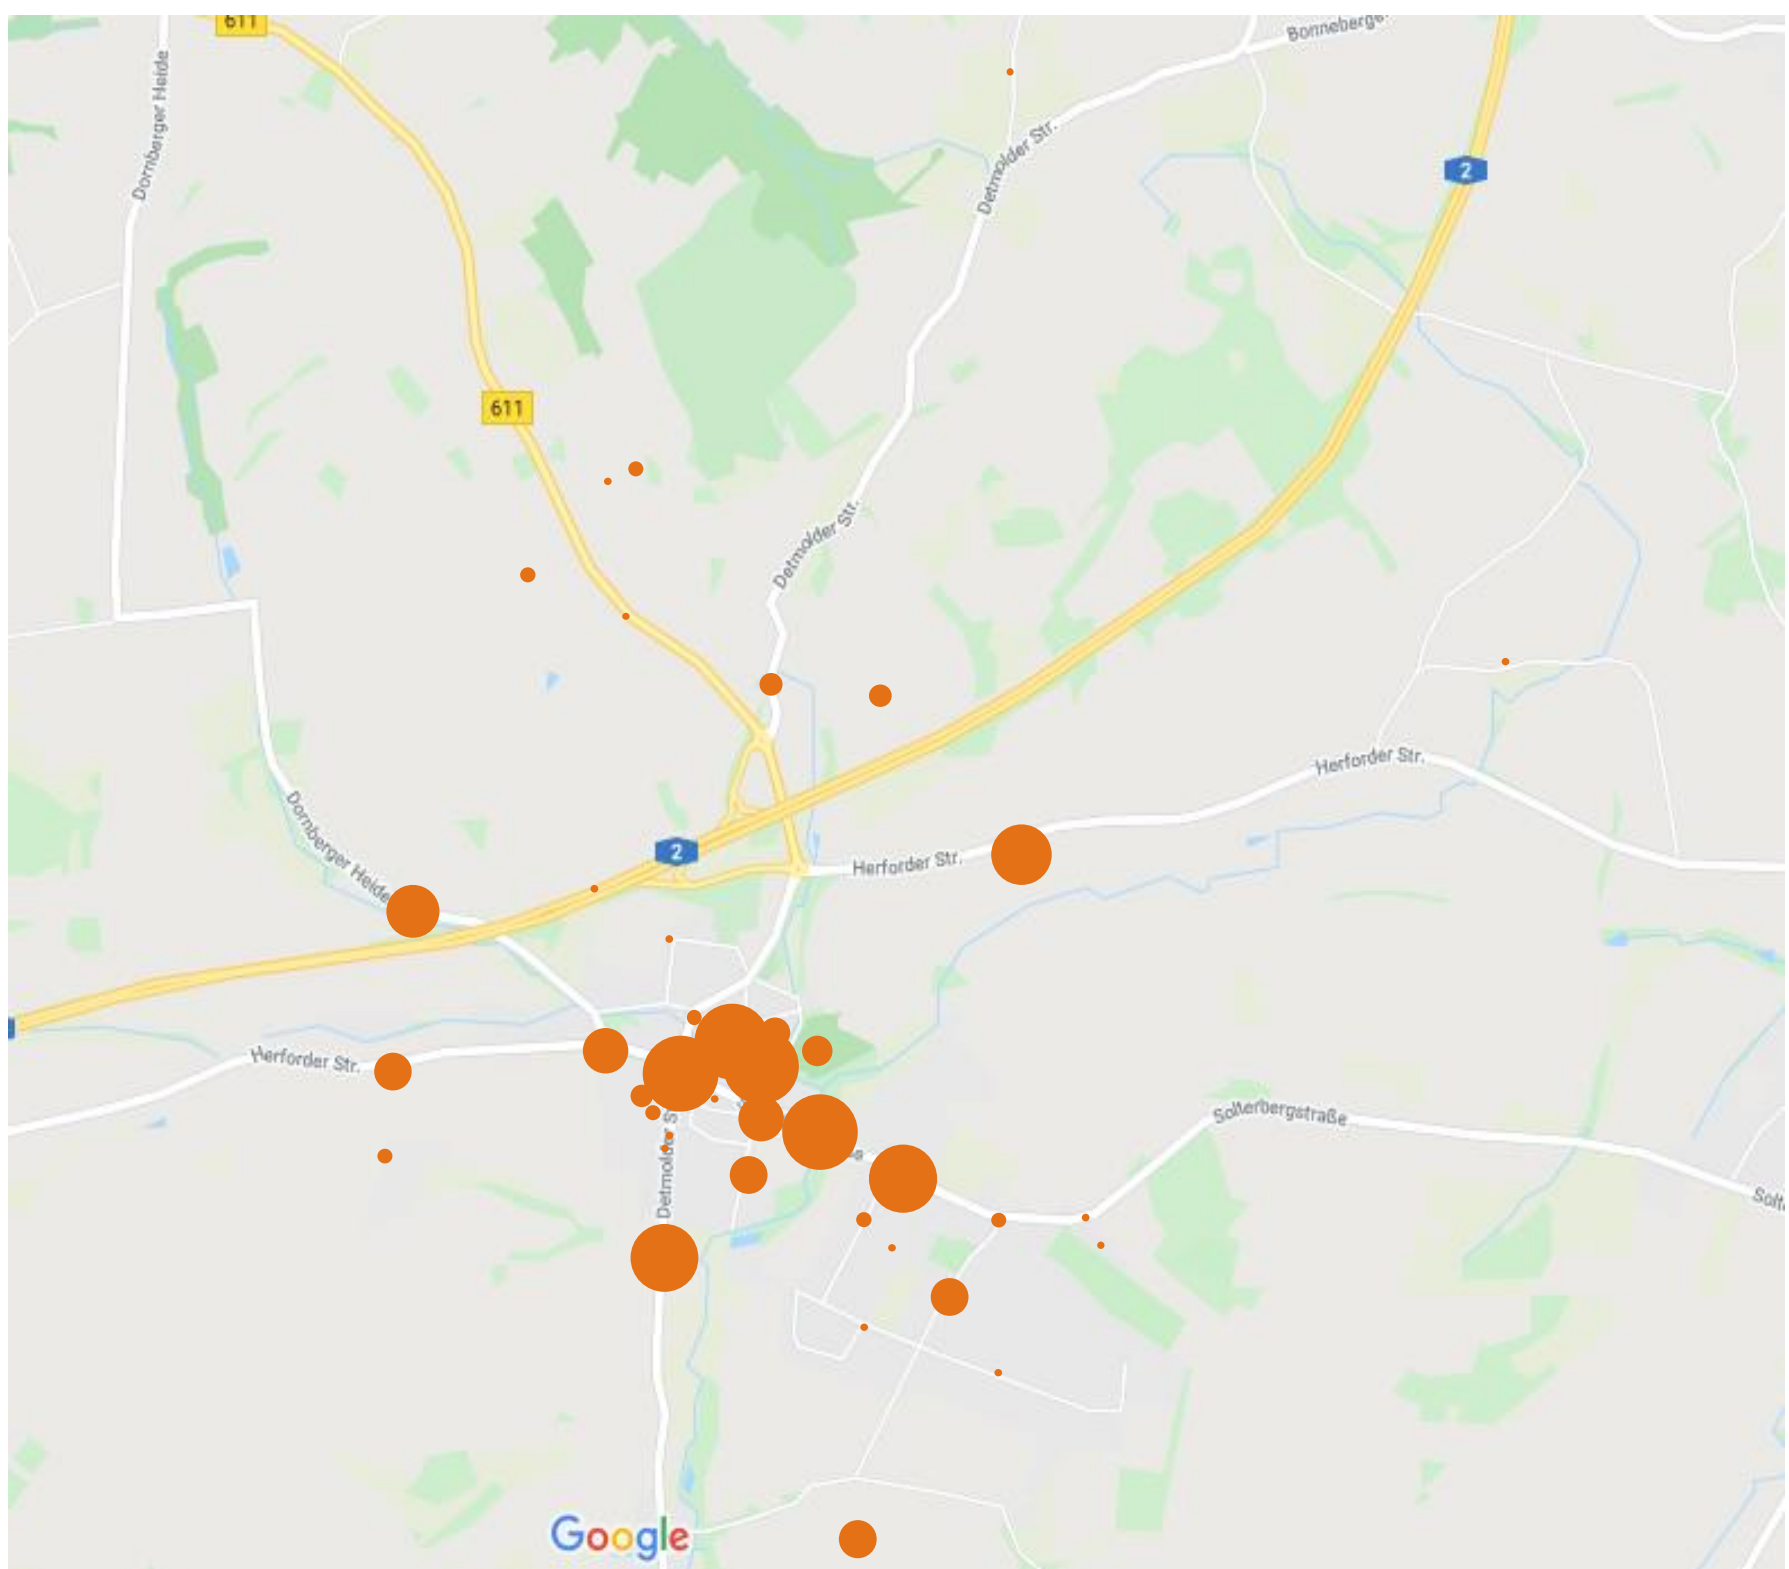 611
Bonneberge
Dornberger Heide
Detmolder Str.
2
611
Detmolder Str.
Herforder Str.
Dornberger Heide
2
Herforder Str.
Herforder Str.
Solterbergstraße
Detmolder S
Solte
Google